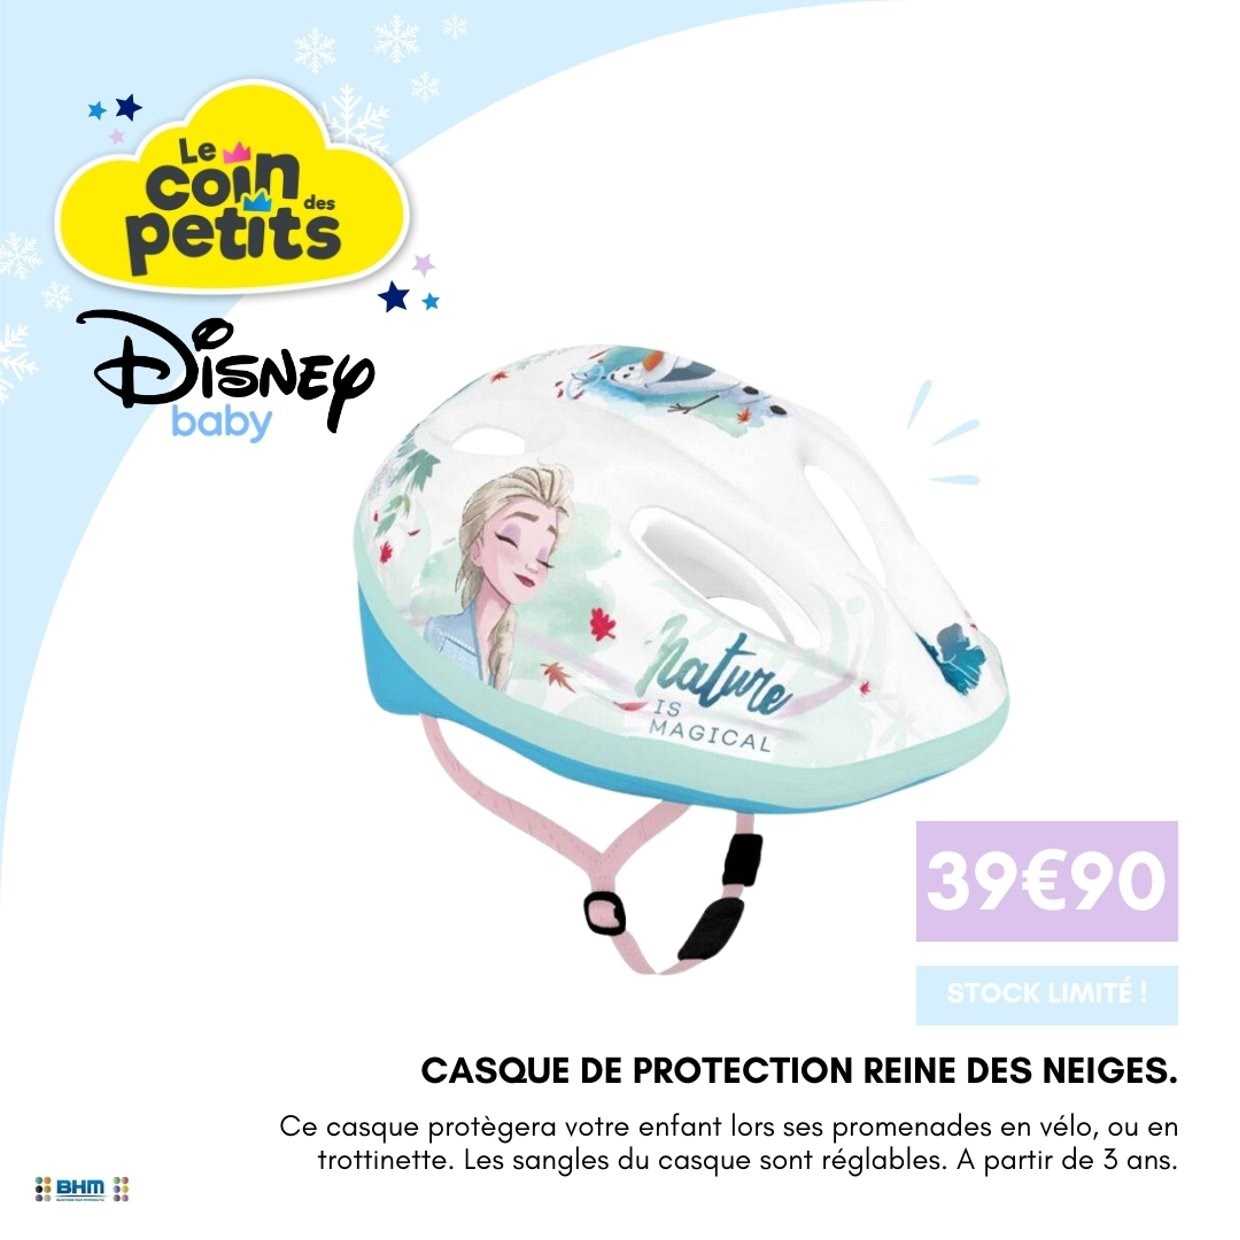 Le
coin
des
petits
Disney
baby
Nature
IS
MAGICAL
39€90
STOCK LIMITÉ !
CASQUE DE PROTECTION REINE DES NEIGES.
Ce casque protègera votre enfant lors ses promenades en vélo, ou en
trottinette. Les sangles du casque sont réglables. A partir de 3 ans.
BHM